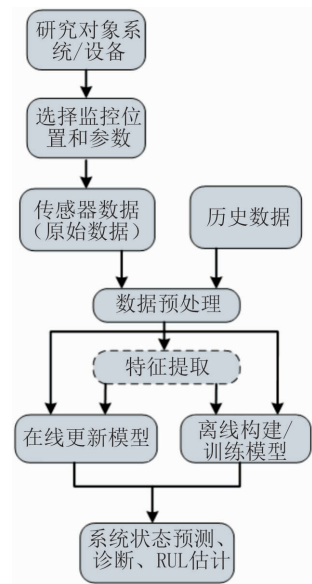 研究对象系
统/设备
选择监控位
置和参数
传感器数据
（原始数据）
历史数据
数据预处理
特征提取
在线更新模型
离线构建/
训练模型
系统状态预测、
诊断、RUL估计